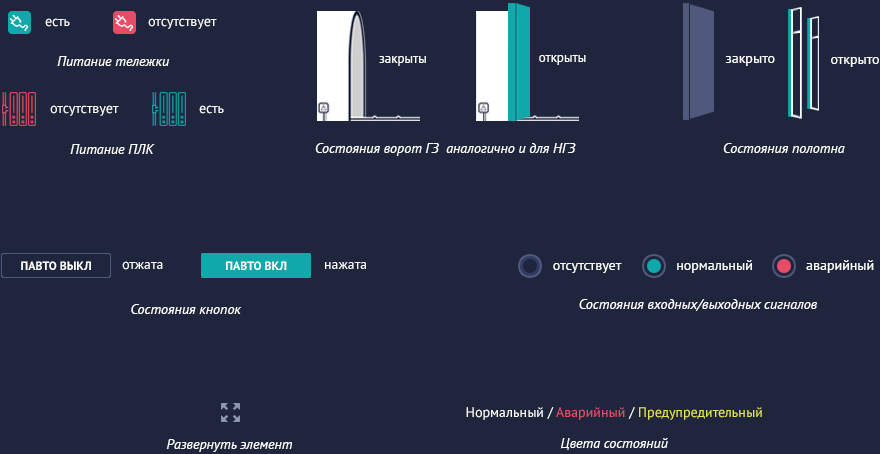 есть
отсутствует
Питание тележки
отсутствует
есть
Питание ПЛК
закрыты
открыты
Состояния ворот ГЗ аналогично и для НГЗ
закрыто
открыто
Состояния полотна
ПАВТО ВЫКЛ
отжата
ПАВТО ВКЛ
нажата
Состояния кнопок
отсутствует
нормальный
аварийный
Состояния входных/выходных сигналов
Развернуть элемент
Нормальный / Аварийный / Предупредительный
Цвета состояний